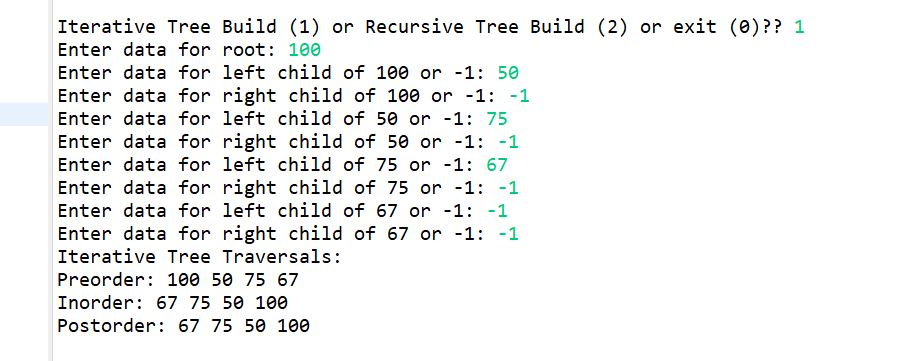 Iterative Tree Build (1) or Recursive Tree Build (2) or exit (0)?? 1
Enter data for root: 100
Enter data for left child of 100 or -1: 50
Enter data for right child of 100 or -1: -1
Enter data for left child of 50 or -1: 75
Enter data for right child of 50 or -1: -1
Enter data for left child of 75 or -1: 67
Enter data for right child of 75 or -1: -1
Enter data for left child of 67 or -1: -1
Enter data for right child of 67 or -1: -1
Iterative Tree Traversals:
Preorder: 100 50 75 67
Inorder: 67 75 50 100
Postorder: 67 75 50 100